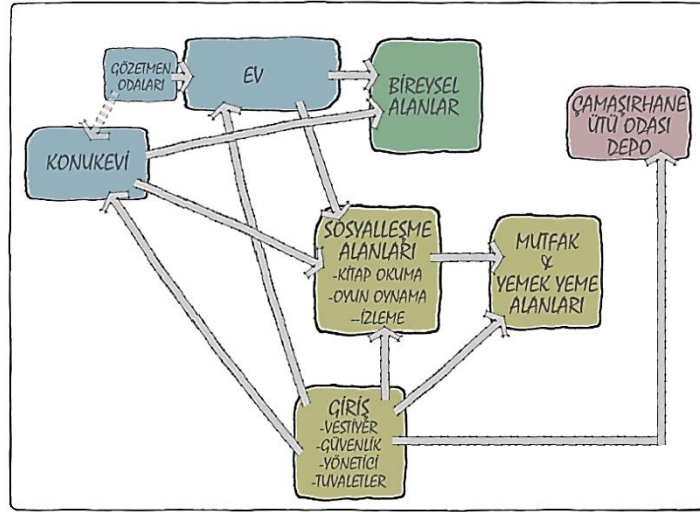 GÖZETMEN
ODALARI
EV
BİREYSEL
ALANLAR
ÇAMAŞIRHANE
ÜTÜ ODASI
DEPO
KONUKEVİ
SOSYALLEŞME
ALANLARI
-KİTAP OKUMA
-OYUN OYNAMA
-İZLEME
MUTFAK
&
YEMEK YEME
ALANLARI
GİRİŞ
-VESTİYER
-GÜVENLİK
-YÖNETİCİ
-TUVALETLER